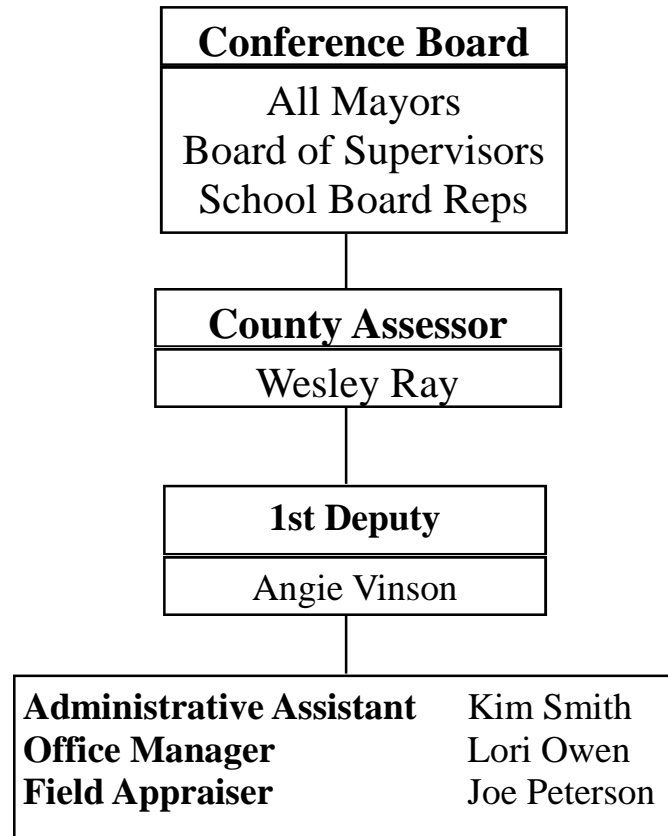 Conference Board
All Mayors
Board of Supervisors
School Board Reps
County Assessor
Wesley Ray
1st Deputy
Angie Vinson
Administrative Assistant Kim Smith
Office Manager Lori Owen
Field Appraiser Joe Peterson